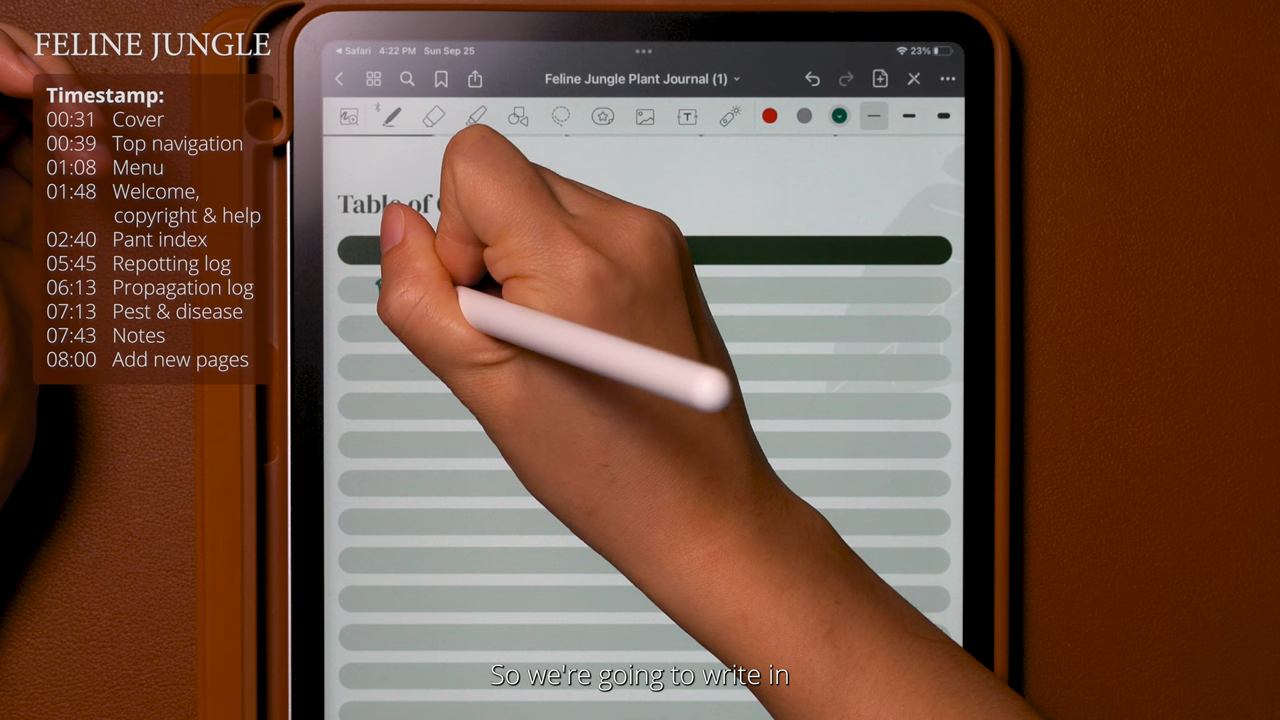 FELINE JUNGLE
Timestamp:
00:31 Cover
00:39 Top navigation
01:08 Menu
01:48 Welcome,
copyright & help
02:40 Pant index
05:45 Repotting log
06:13 Propagation log
07:13 Pest & disease
07:43 Notes
08:00 Add new pages
Safari 4:22 PM Sun Sep 25
23%
Feline Jungle Plant Journal (1)
T
Table of
So we're going to write in